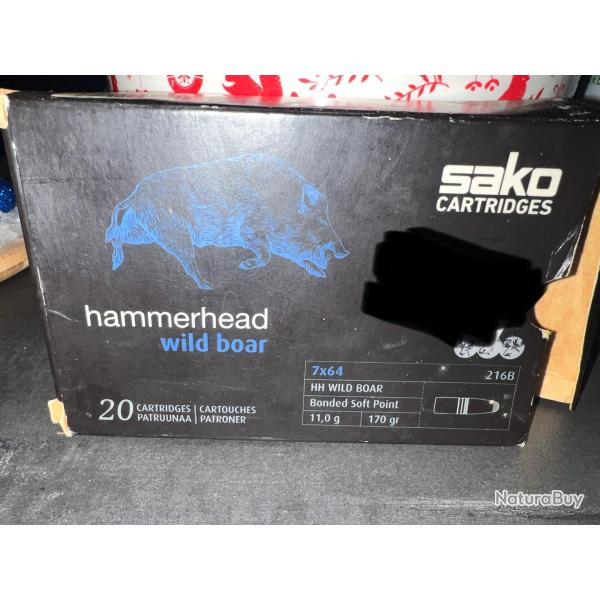 sako
CARTRIDGES
hammerhead
wild boar
7x64 216B
HH WILD BOAR
Bonded Soft Point
11,0 g 170 gr
20 CARTRIDGES | CARTOUCHES
PATRUUNAA | PATRONER
NaturaBuy